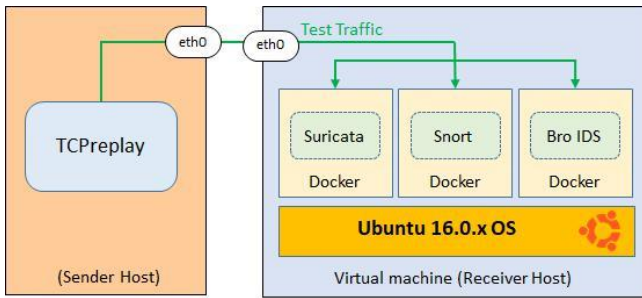 eth0
eth0
Test Traffic
TCPreplay
Suricata
Snort
Bro IDS
Docker
Docker
Docker
Ubuntu 16.0.x OS
(Sender Host)
Virtual machine (Receiver Host)